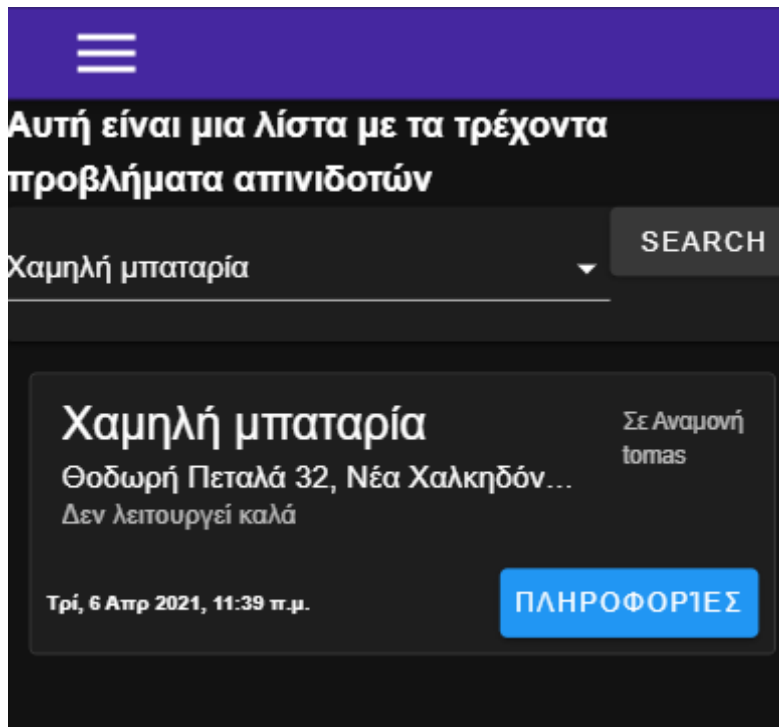 Αυτή είναι μια λίστα με τα τρέχοντα
προβλήματα απινιδοτών
Χαμηλή μπαταρία
SEARCH
Χαμηλή μπαταρία
Σε Αναμονή
tomas
Θοδωρή Πεταλά 32, Νέα Χαλκηδόν...
Δεν λειτουργεί καλά
Τρί, 6 Απρ 2021, 11:39 π.μ.
ΠΛΗΡΟΦΟΡΊΕΣ